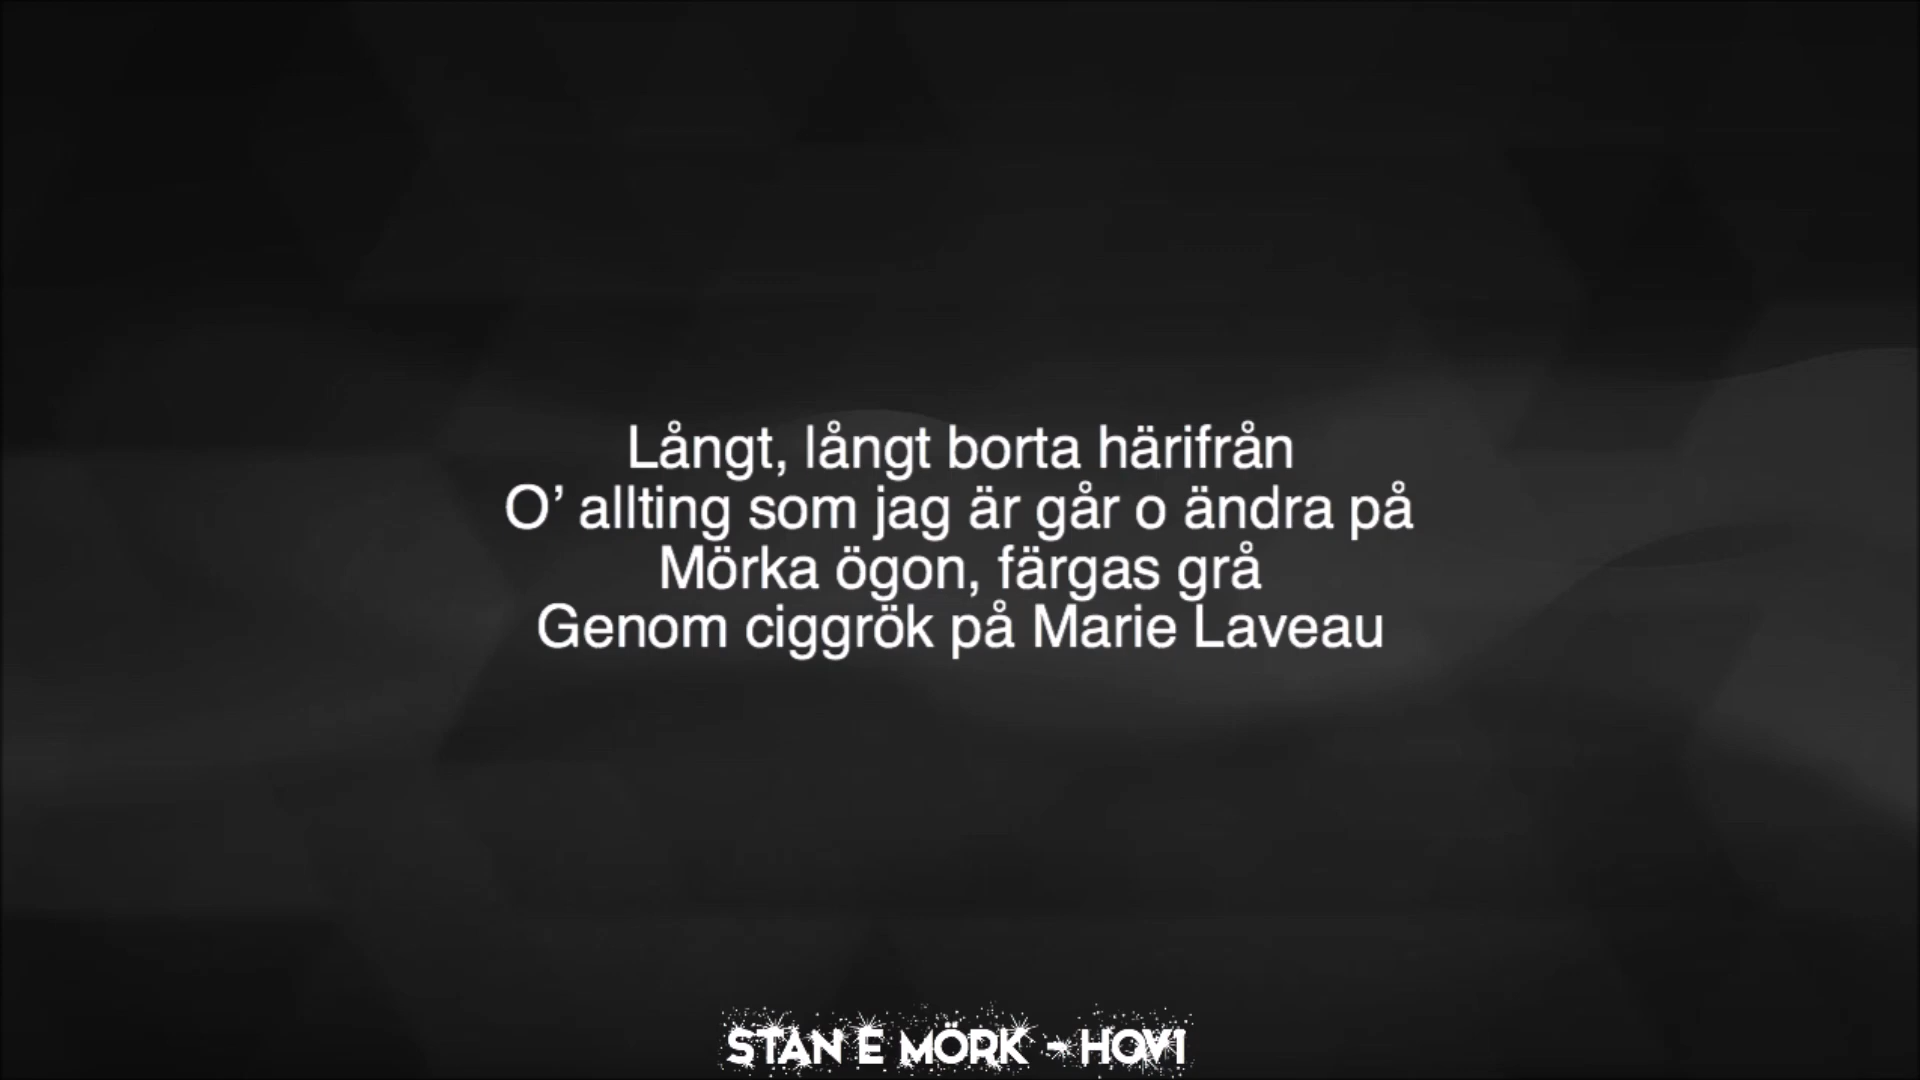 Långt, långt borta härifrån
O’ allting som jag är går o ändra på
Mörka ögon, färgas grå
Genom ciggrök på Marie Laveau
STAN E MÖRK - HOV1